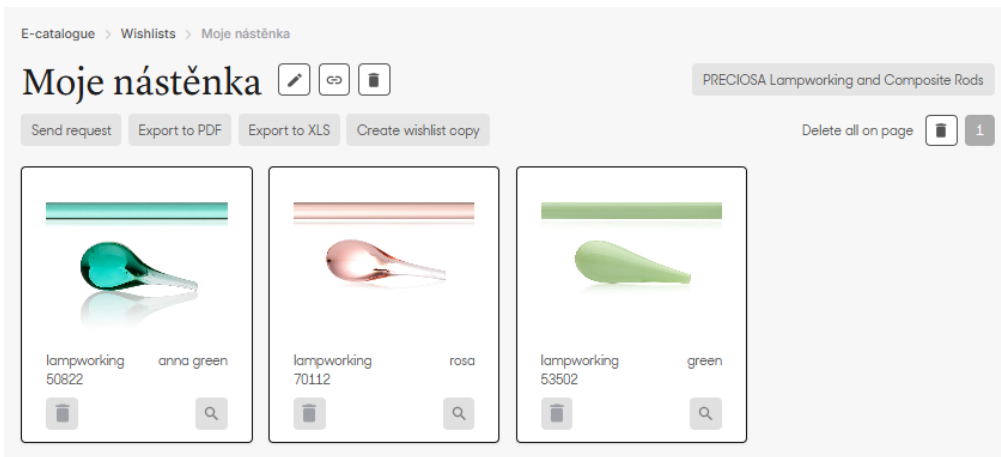 E-catalogue > Wishlists > Moje nástěnka
Moje nástěnka
PRECIOSA Lampworking and Composite Rods
Send request Export to PDF Export to XLS Create wishlist copy
Delete all on page 1
lampworking anna green
50822
lampworking rosa
70112
lampworking green
53502